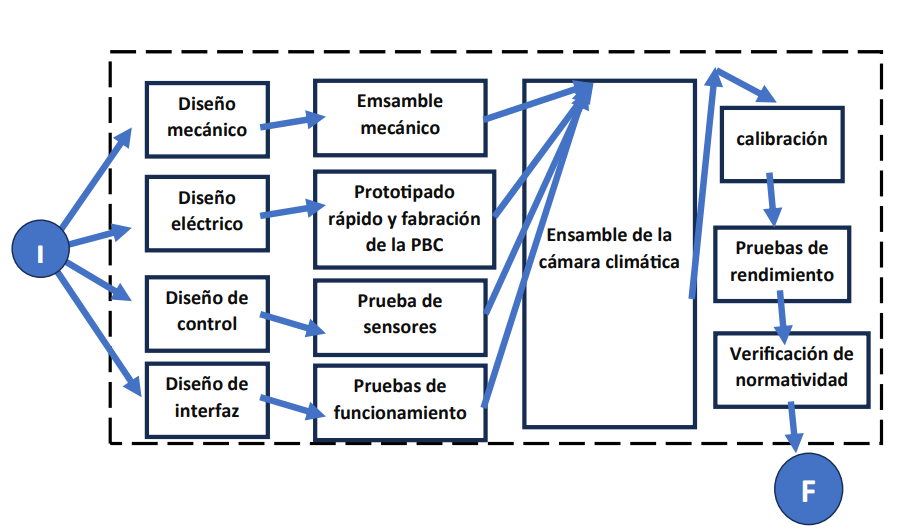 I
Diseño
mecánico
Emsamble
mecánico
Diseño
eléctrico
Prototipado
rápido y fabración
de la PBC
Diseño de
control
Prueba de
sensores
Diseño de
interfaz
Pruebas de
funcionamiento
Ensamble de la
cámara climática
calibración
Pruebas de
rendimiento
Verificación de
normatividad
F